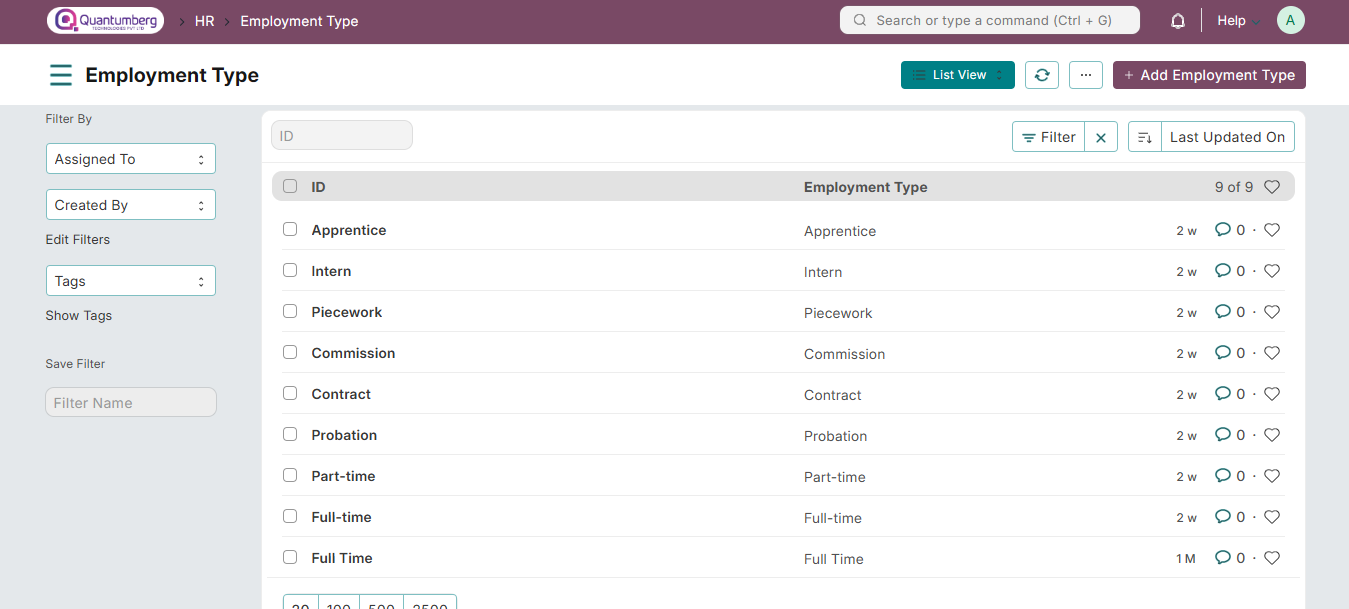 Quantumberg
TECHNOLOGIES PVT LTD
HR
Employment Type
Search or type a command (Ctrl + G)
Help
A
Employment Type
List View
+ Add Employment Type
Filter By
Assigned To
Created By
Edit Filters
Tags
Show Tags
Save Filter
Filter Name
ID
Filter
Last Updated On
ID Employment Type 9 of 9
Apprentice Apprentice 2 w 0 ·
Intern Intern 2 w 0 ·
Piecework Piecework 2 w 0 ·
Commission Commission 2 w 0 ·
Contract Contract 2 w 0 ·
Probation Probation 2 w 0 ·
Part-time Part-time 2 w 0 ·
Full-time Full-time 2 w 0 ·
Full Time Full Time 1 M 0 ·
20 100 500 2500